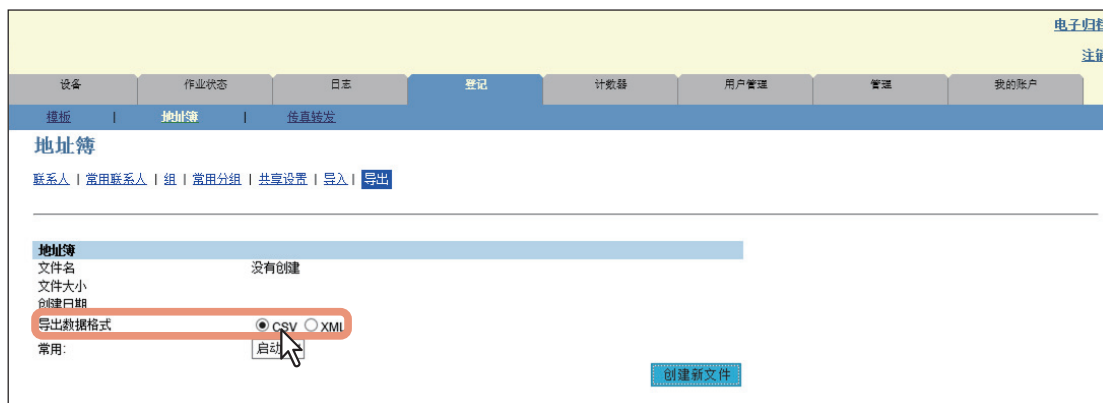 电子归档
注销
设备 作业状态 日志 登记 计数器 用户管理 管理 我的账户
模板 | 地址簿 | 传真转发
地址簿
联系人 | 常用联系人 | 组 | 常用分组 | 共享设置 | 导入 | 导出
地址簿
文件名 没有创建
文件大小
创建日期
导出数据格式 CSV XML
常用: 启动
创建新文件